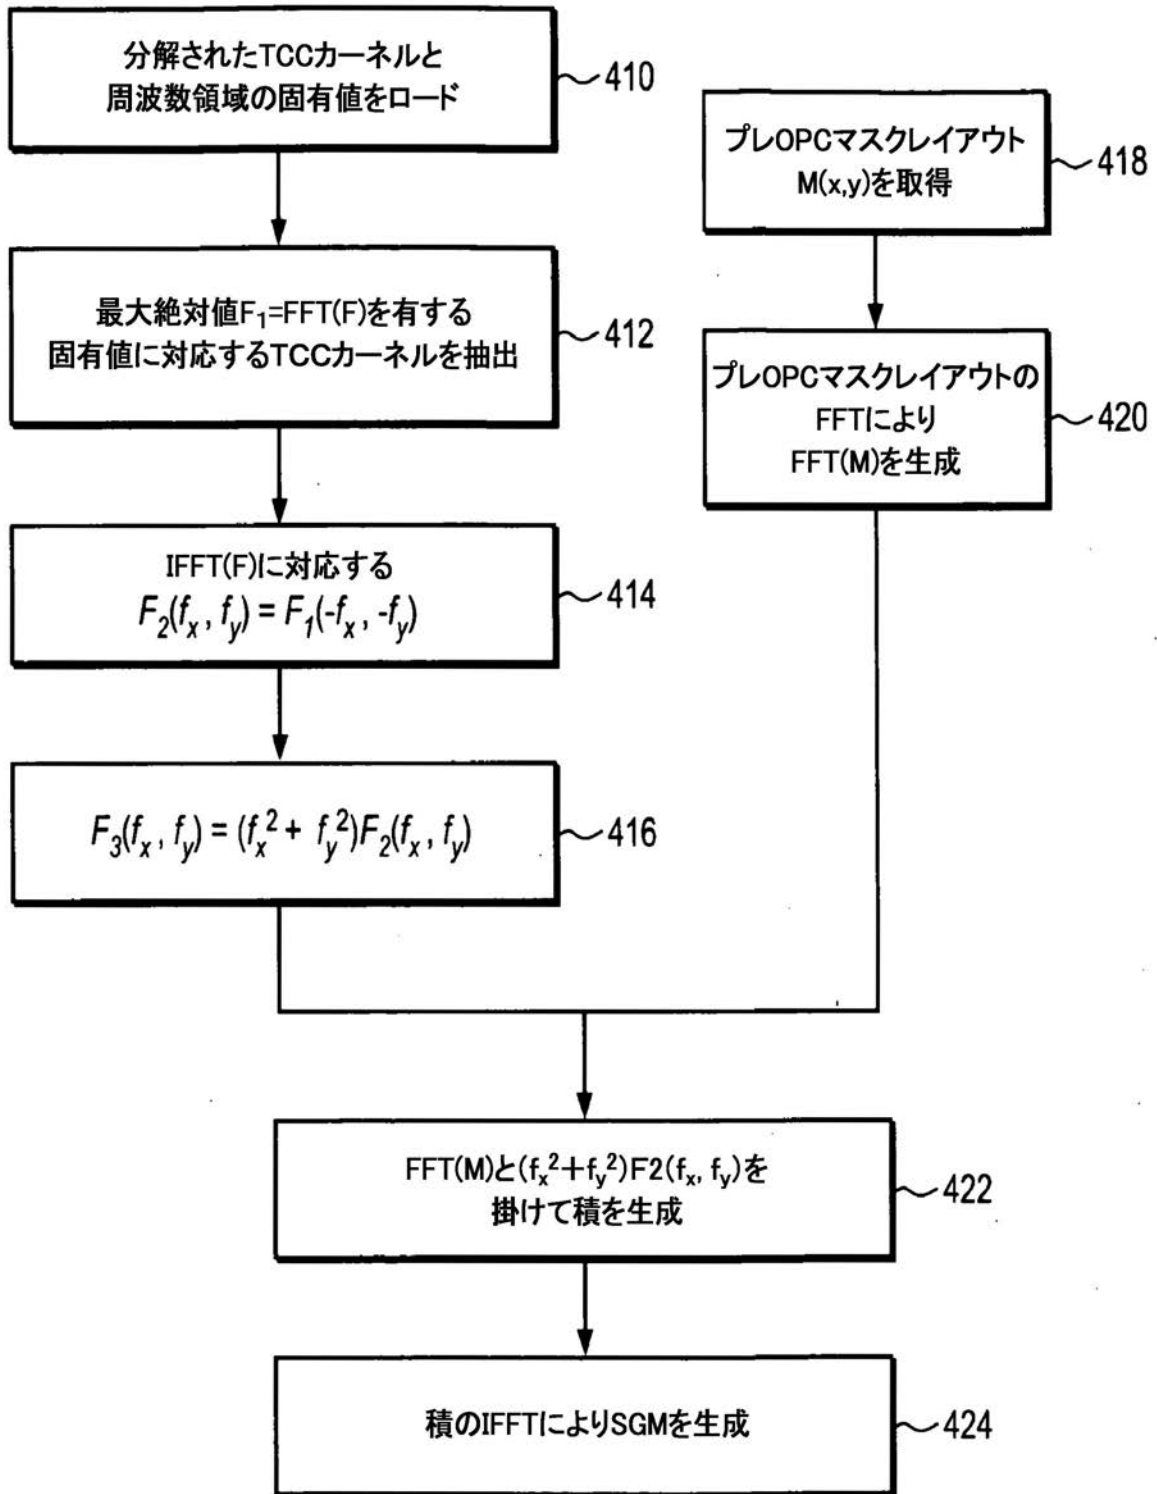 分解されたTCCカーネルと
周波数領域の固有値をロード
410
最大絶対値F₁=FFT(F)を有する
固有値に対応するTCCカーネルを抽出
412
IFFT(F)に対応する
F₂(fₓ, f_y) = F₁(-fₓ, -f_y)
414
F₃(fₓ, f_y) = (fₓ² + f_y²)F₂(fₓ, f_y)
416
プレOPCマスクレイアウト
M(x,y)を取得
418
プレOPCマスクレイアウトの
FFTにより
FFT(M)を生成
420
FFT(M)と(fₓ²+f_y²)F2(fₓ, f_y)を
掛けて積を生成
422
積のIFFTによりSGMを生成
424